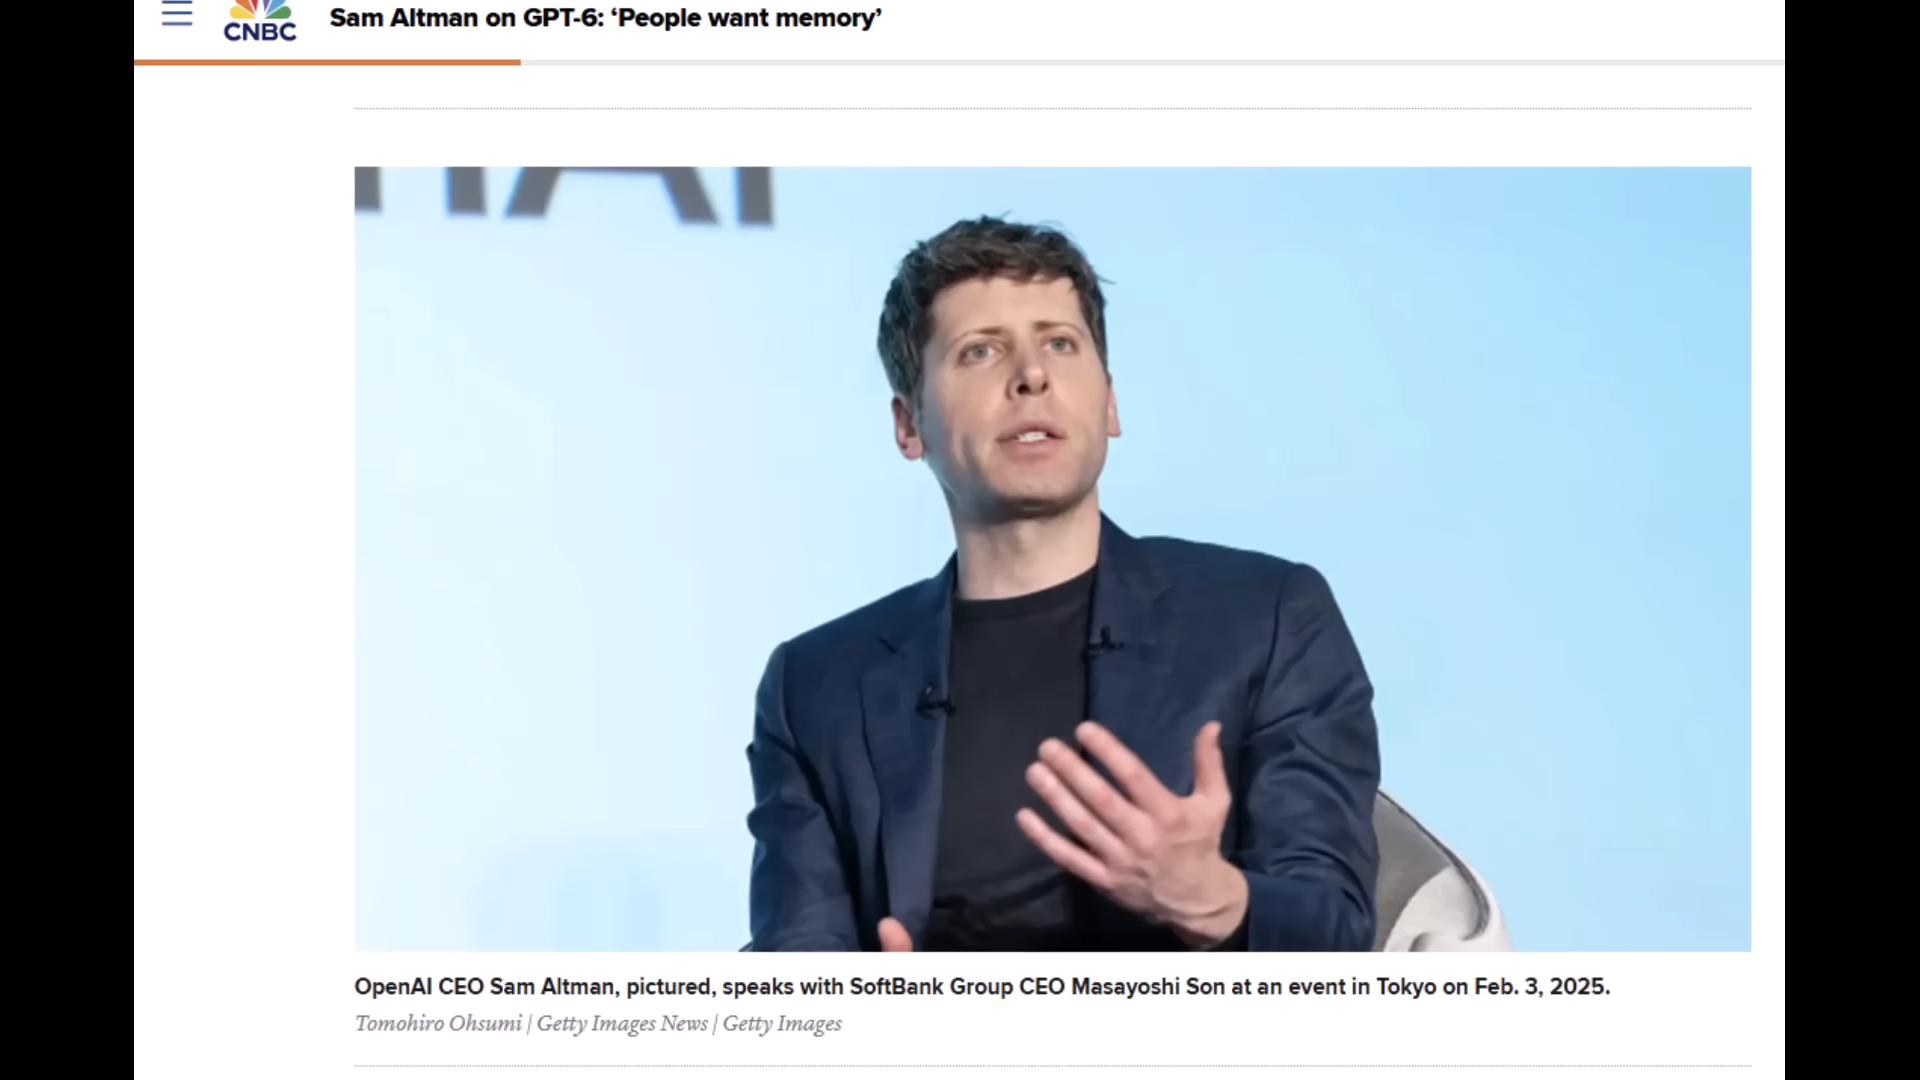 CNBC
Sam Altman on GPT-6: ‘People want memory’
OpenAI CEO Sam Altman, pictured, speaks with SoftBank Group CEO Masayoshi Son at an event in Tokyo on Feb. 3, 2025.
Tomohiro Ohsumi | Getty Images News | Getty Images